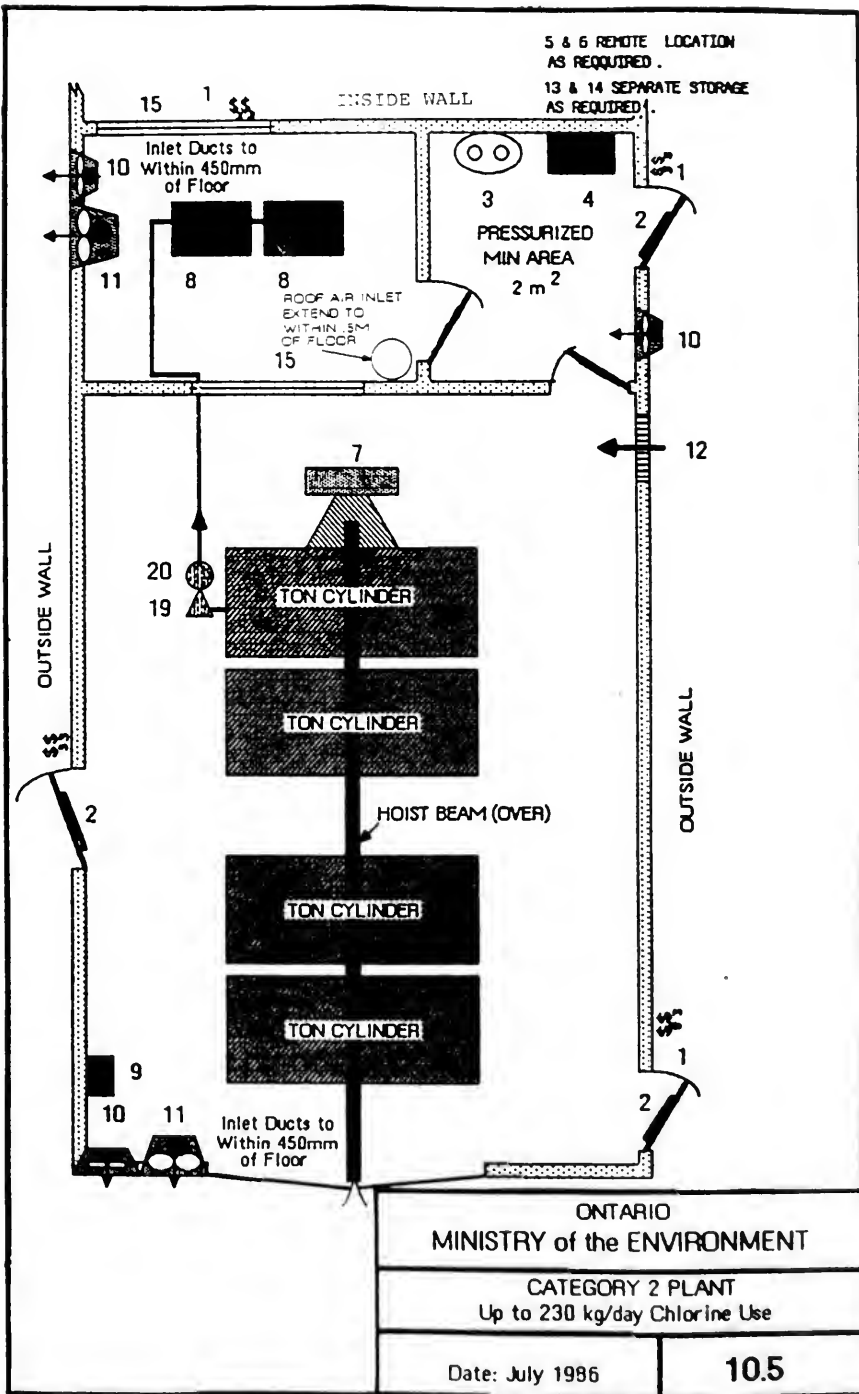 5 & 6 REMOTE LOCATION
AS REQQUIRED .
13 & 14 SEPARATE STORAGE
AS REQUIRED .
15
1
$$
INSIDE WALL
Inlet Ducts to
Within 450mm
of Floor
10
11
8
8
3
4
1
2
PRESSURIZED
MIN AREA
2 m²
ROOF AIR INLET
EXTEND TO
WITHIN .5M
OF FLOOR
15
10
12
7
20
19
TON CYLINDER
TON CYLINDER
OUTSIDE WALL
OUTSIDE WALL
2
HOIST BEAM (OVER)
TON CYLINDER
TON CYLINDER
9
10
11
Inlet Ducts to
Within 450mm
of Floor
1
2
ONTARIO
MINISTRY of the ENVIRONMENT
CATEGORY 2 PLANT
Up to 230 kg/day Chlorine Use
Date: July 1986
10.5